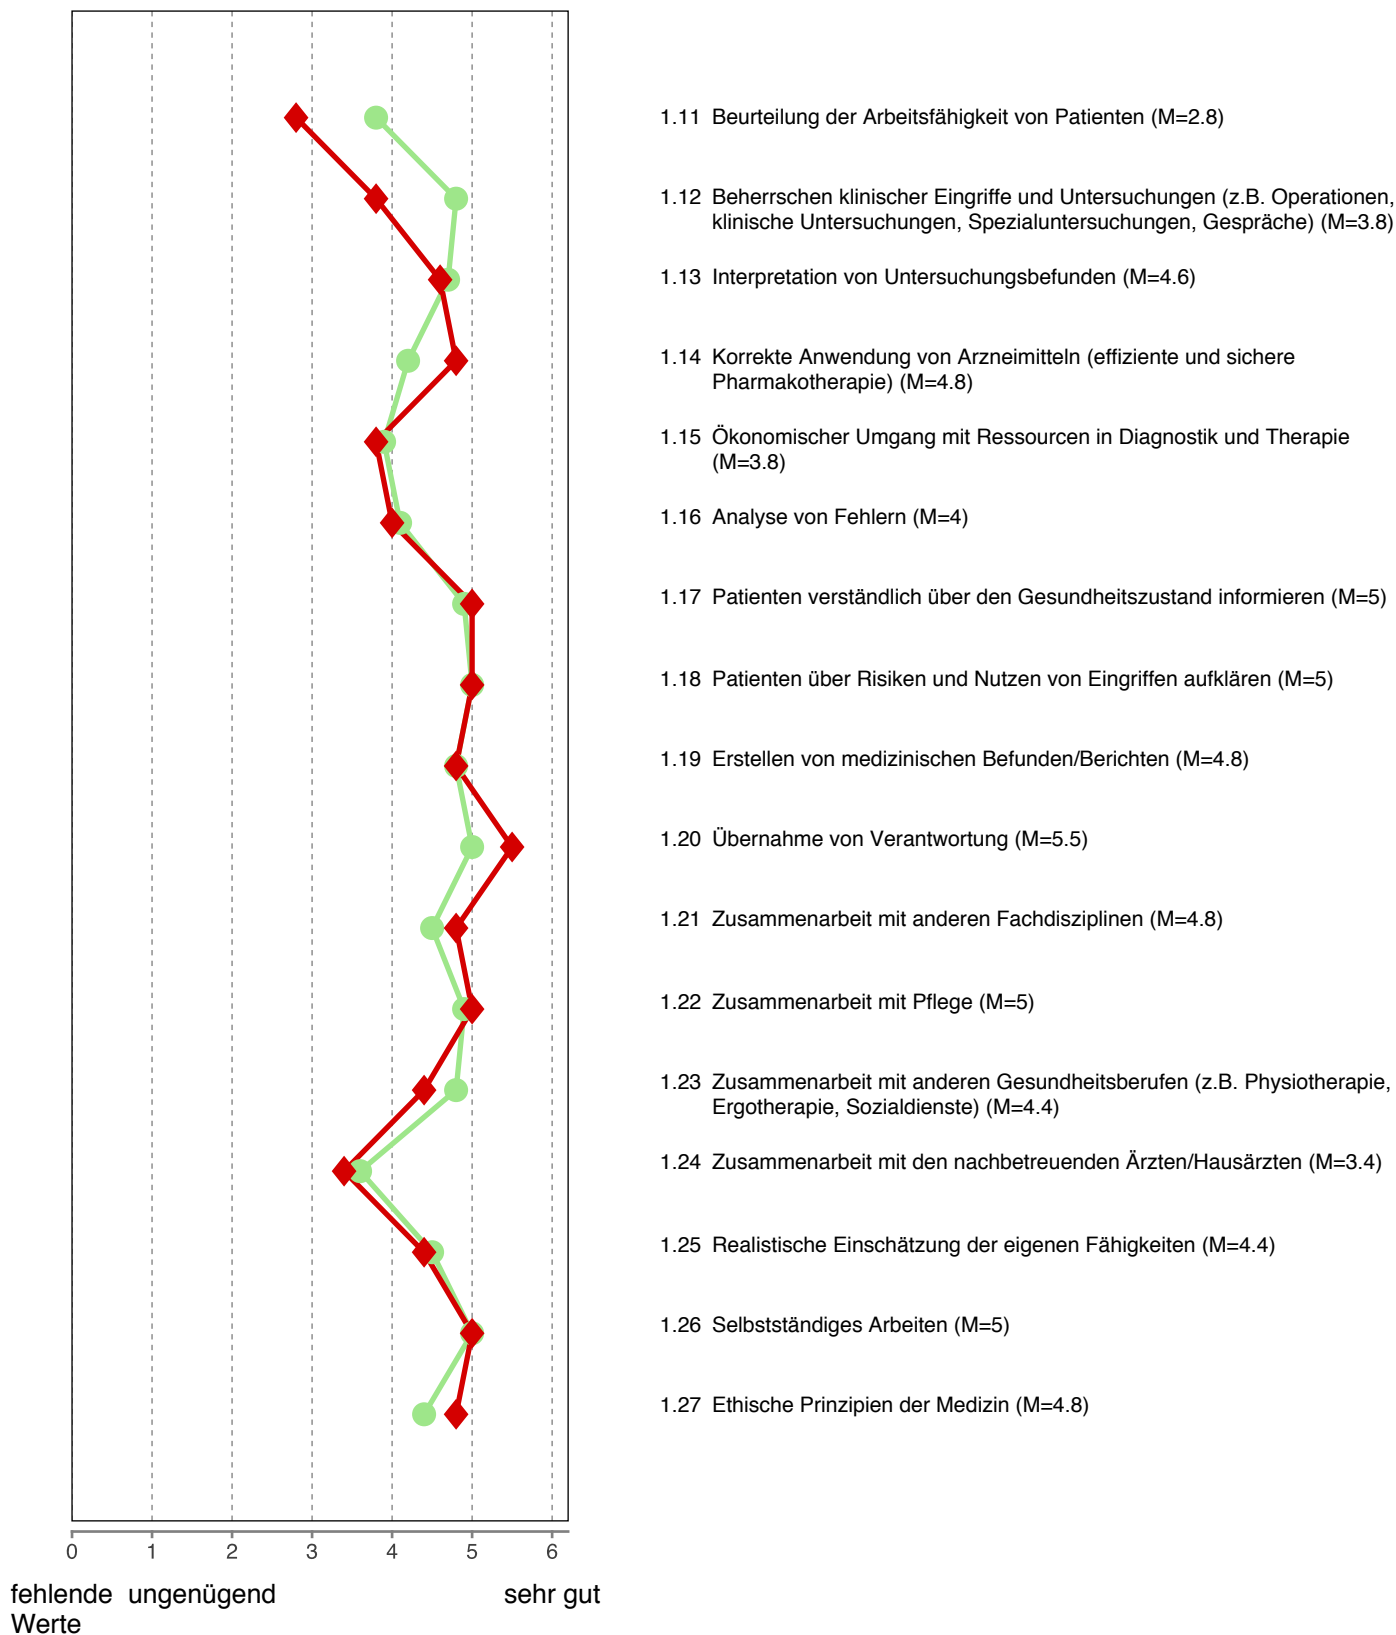 1.11 Beurteilung der Arbeitsfähigkeit von Patienten (M=2.8)
1.12 Beherrschen klinischer Eingriffe und Untersuchungen (z.B. Operationen,
klinische Untersuchungen, Spezialuntersuchungen, Gespräche) (M=3.8)
1.13 Interpretation von Untersuchungsbefunden (M=4.6)
1.14 Korrekte Anwendung von Arzneimitteln (effiziente und sichere
Pharmakotherapie) (M=4.8)
1.15 Ökonomischer Umgang mit Ressourcen in Diagnostik und Therapie
(M=3.8)
1.16 Analyse von Fehlern (M=4)
1.17 Patienten verständlich über den Gesundheitszustand informieren (M=5)
1.18 Patienten über Risiken und Nutzen von Eingriffen aufklären (M=5)
1.19 Erstellen von medizinischen Befunden/Berichten (M=4.8)
1.20 Übernahme von Verantwortung (M=5.5)
1.21 Zusammenarbeit mit anderen Fachdisziplinen (M=4.8)
1.22 Zusammenarbeit mit Pflege (M=5)
1.23 Zusammenarbeit mit anderen Gesundheitsberufen (z.B. Physiotherapie,
Ergotherapie, Sozialdienste) (M=4.4)
1.24 Zusammenarbeit mit den nachbetreuenden Ärzten/Hausärzten (M=3.4)
1.25 Realistische Einschätzung der eigenen Fähigkeiten (M=4.4)
1.26 Selbstständiges Arbeiten (M=5)
1.27 Ethische Prinzipien der Medizin (M=4.8)
0 1 2 3 4 5 6
fehlende ungenügend sehr gut
Werte